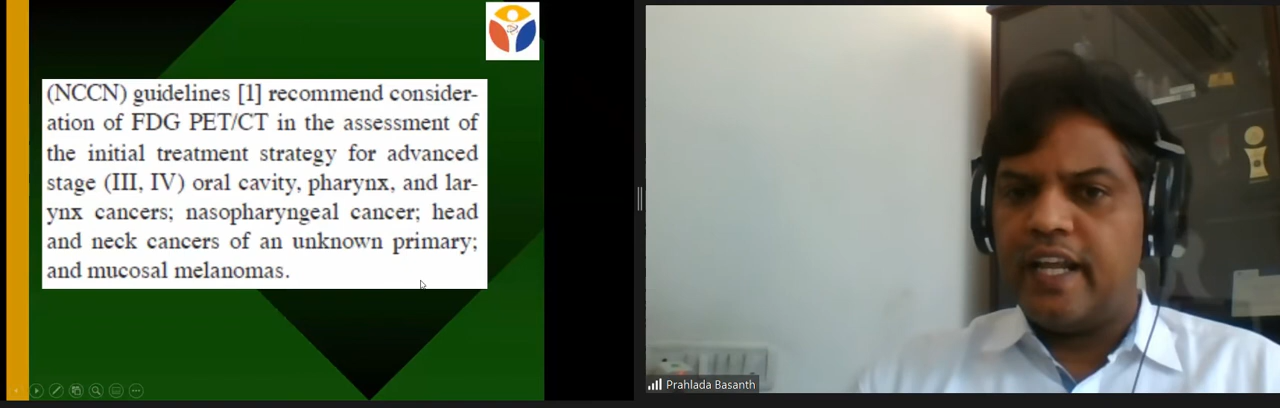 (NCCN) guidelines [1] recommend consider-
ation of FDG PET/CT in the assessment of
the initial treatment strategy for advanced
stage (III, IV) oral cavity, pharynx, and lar-
ynx cancers; nasopharyngeal cancer; head
and neck cancers of an unknown primary;
and mucosal melanomas.
Prahlada Basanth